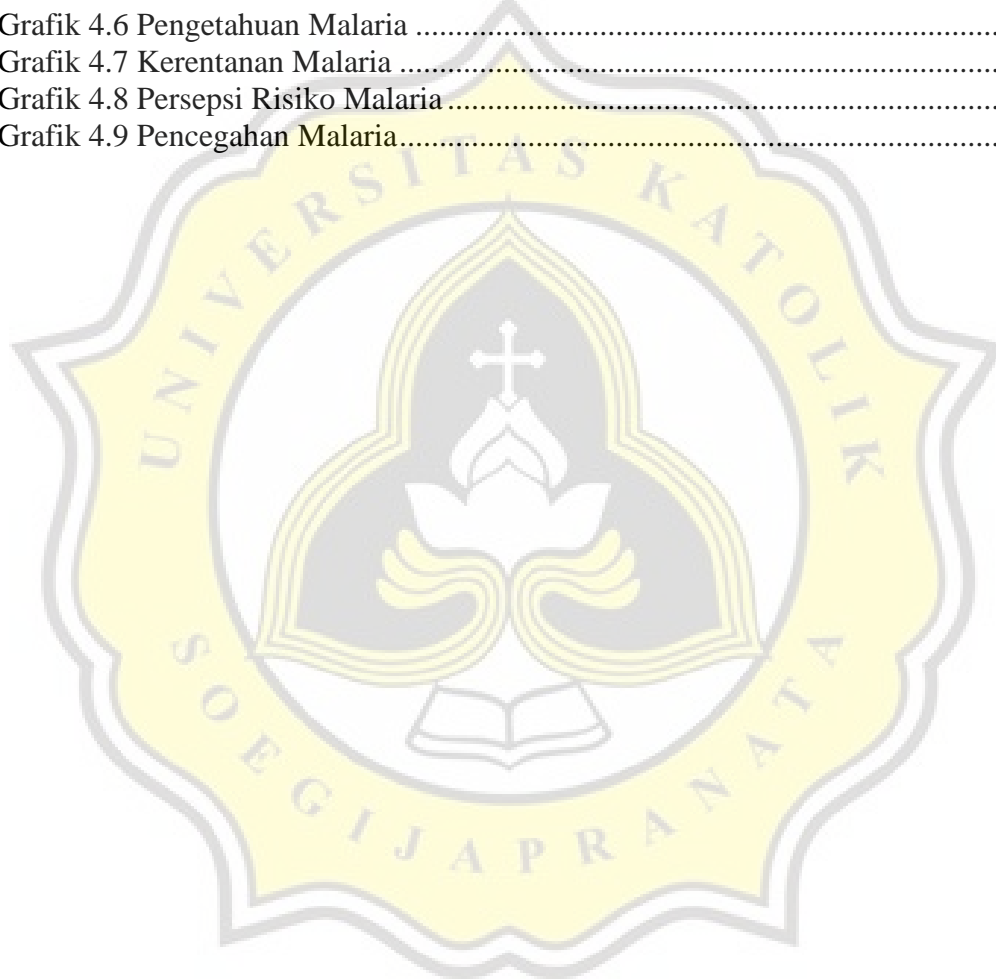 Grafik 4.6 Pengetahuan Malaria ........................................................................
Grafik 4.7 Kerentanan Malaria ..........................................................................
Grafik 4.8 Persepsi Risiko Malaria.....................................................................
Grafik 4.9 Pencegahan Malaria..........................................................................
UNIVERSITAS KATOLIK
SOEGIJAPRANATA